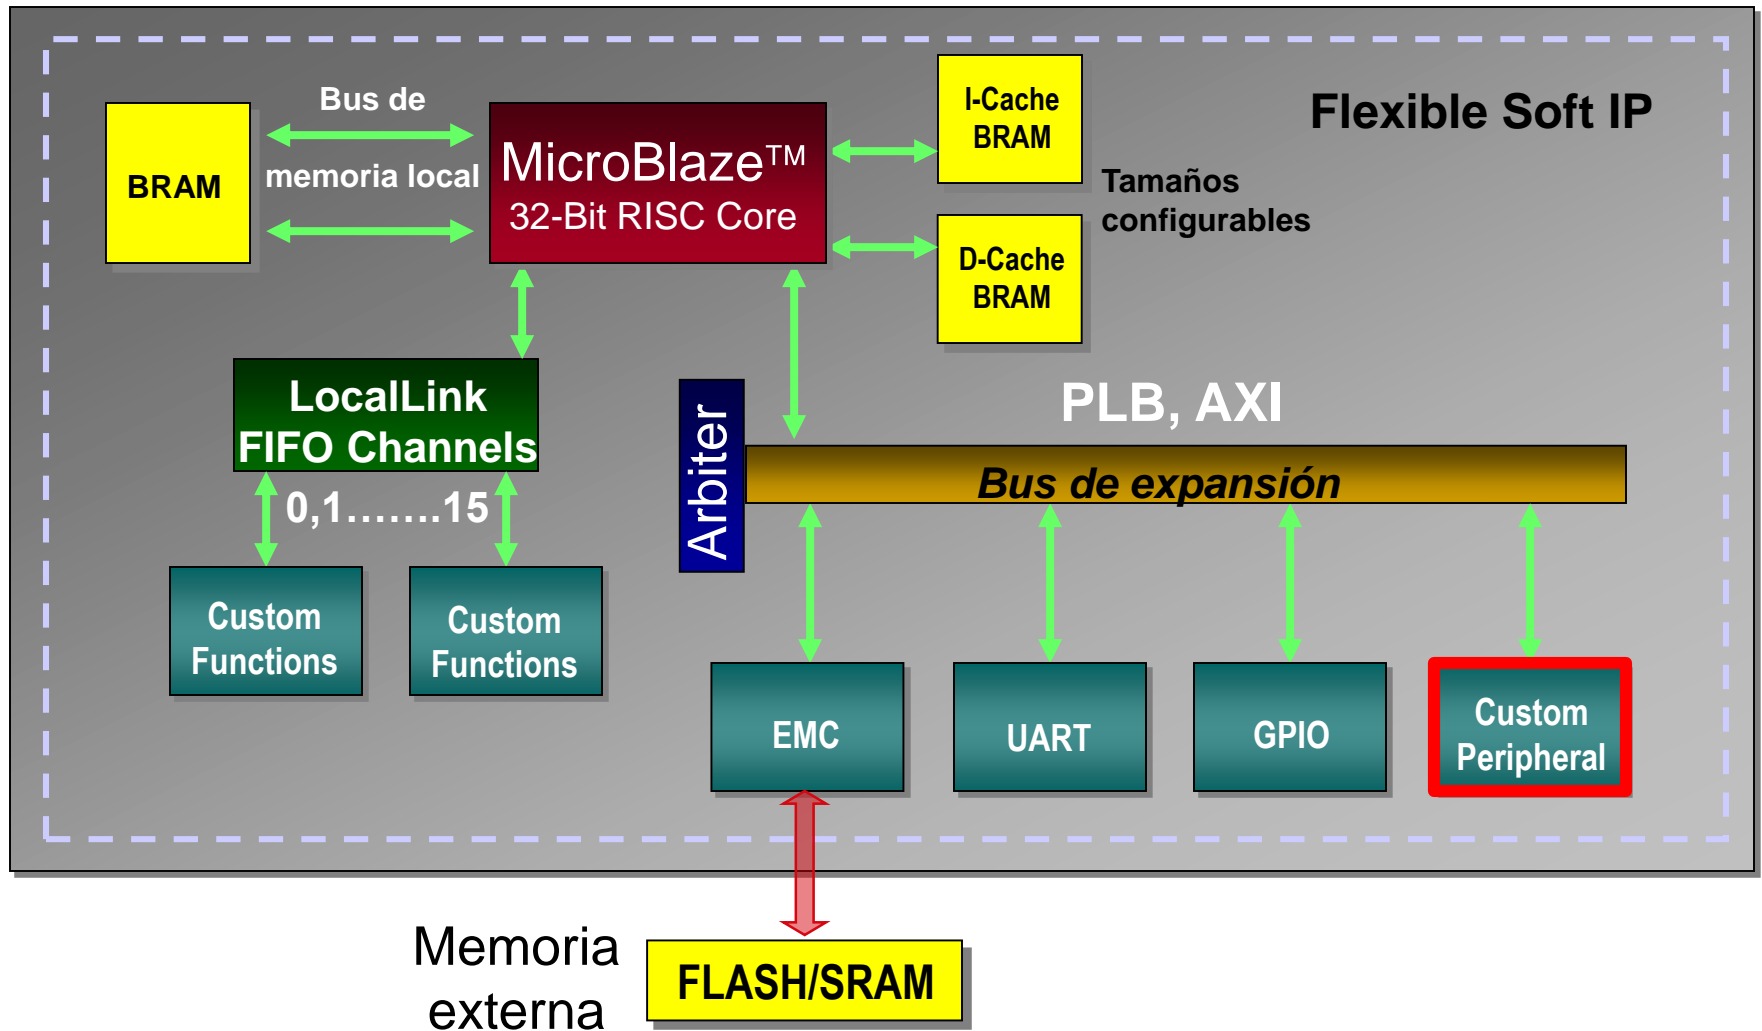 Bus de
memoria local
BRAM
MicroBlaze™
32-Bit RISC Core
I-Cache
BRAM
D-Cache
BRAM
Tamaños
configurables
Flexible Soft IP
LocalLink
FIFO Channels
0,1…….15
Custom
Functions
Custom
Functions
Arbiter
PLB, AXI
Bus de expansión
EMC
UART
GPIO
Custom
Peripheral
Memoria
externa
FLASH/SRAM